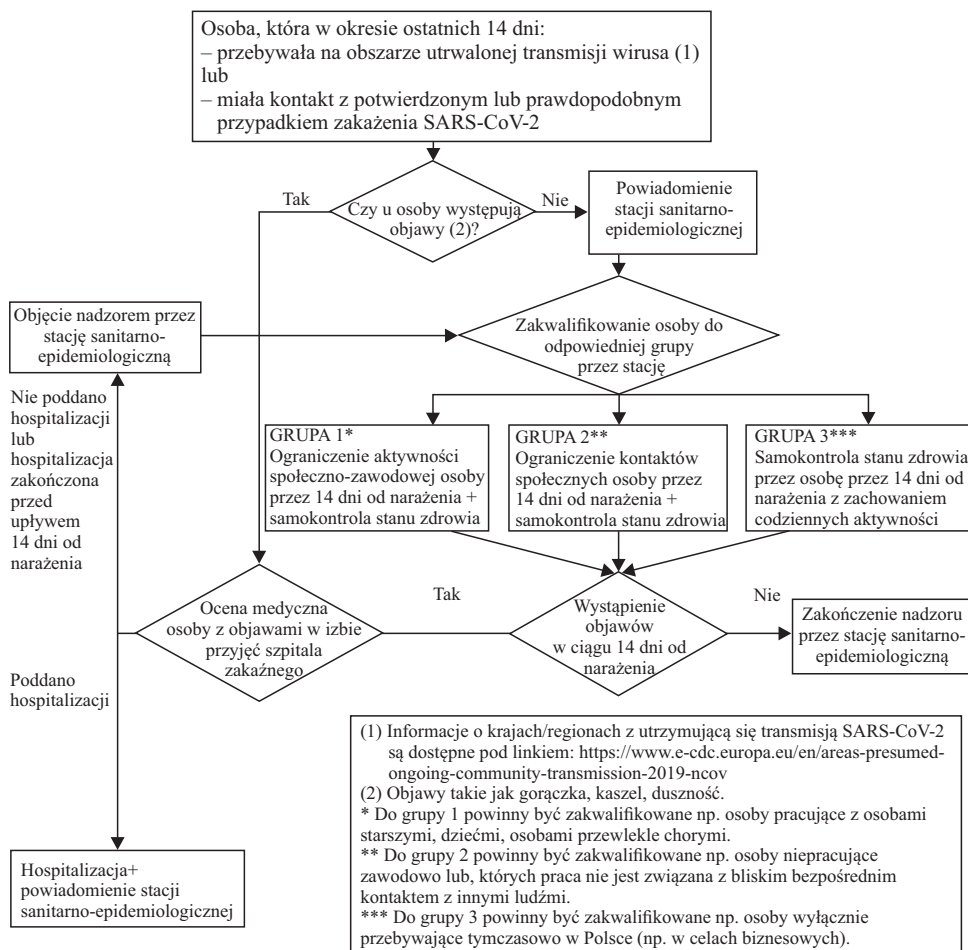 Osoba, która w okresie ostatnich 14 dni:
– przebywała na obszarze utrwalonej transmisji wirusa (1)
lub
– miała kontakt z potwierdzonym lub prawdopodobnym
przypadkiem zakażenia SARS-CoV-2
Tak
Czy u osoby występują
objawy (2)?
Nie
Powiadomienie
stacji sanitarno-
epidemiologicznej
Objęcie nadzorem przez
stację sanitarno-
epidemiologiczną
Zakwalifikowanie osoby do
odpowiedniej grupy
przez stację
Nie poddano
hospitalizacji
lub
hospitalizacja
zakończona
przed
upływem
14 dni od
narażenia
GRUPA 1*
Ograniczenie aktywności
społeczno-zawodowej osoby
przez 14 dni od narażenia +
samokontrola stanu zdrowia
GRUPA 2**
Ograniczenie kontaktów
społecznych osoby przez
14 dni od narażenia +
samokontrola stanu zdrowia
GRUPA 3***
Samokontrola stanu zdrowia
przez osobę przez 14 dni od
narażenia z zachowaniem
codziennych aktywności
Ocena medyczna
osoby z objawami w izbie
przyjęć szpitala
zakaźnego
Tak
Wystąpienie
objawów
w ciągu 14 dni od
narażenia
Nie
Zakończenie nadzoru
przez stację sanitarno-
epidemiologiczną
Poddano
hospitalizacji
Hospitalizacja+
powiadomienie stacji
sanitarno-epidemiologicznej
(1) Informacje o krajach/regionach z utrzymującą się transmisją SARS-CoV-2
są dostępne pod linkiem: https://www.e-cdc.europa.eu/en/areas-presumed-
ongoing-community-transmission-2019-ncov
(2) Objawy takie jak gorączka, kaszel, duszność.
* Do grupy 1 powinny być zakwalifikowane np. osoby pracujące z osobami
starszymi, dziećmi, osobami przewlekle chorymi.
** Do grupy 2 powinny być zakwalifikowane np. osoby niepracujące
zawodowo lub, których praca nie jest związana z bliskim bezpośrednim
kontaktem z innymi ludźmi.
*** Do grupy 3 powinny być zakwalifikowane np. osoby wyłącznie
przebywające tymczasowo w Polsce (np. w celach biznesowych).